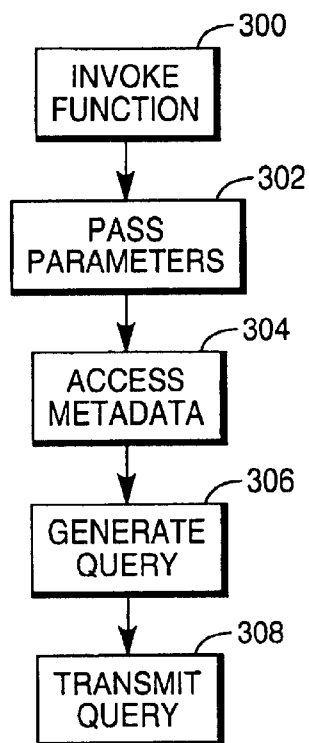 300
INVOKE
FUNCTION
302
PASS
PARAMETERS
304
ACCESS
METADATA
306
GENERATE
QUERY
308
TRANSMIT
QUERY